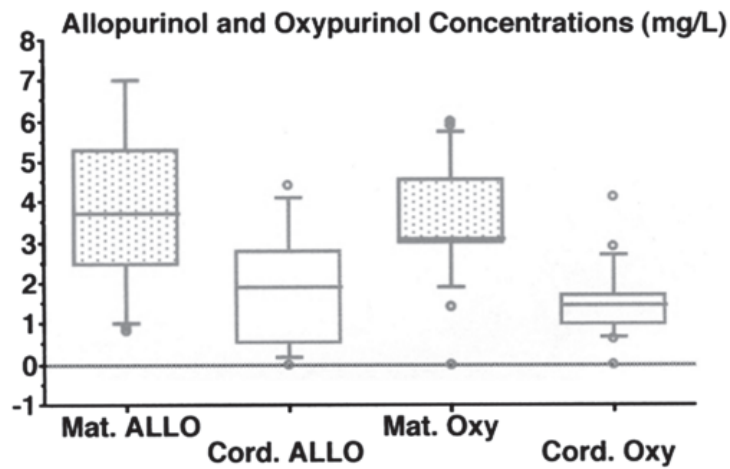 Allopurinol and Oxypurinol Concentrations (mg/L)
8
7
6
5
4
3
2
1
0
-1
Mat. ALLO
Cord. ALLO
Mat. Oxy
Cord. Oxy